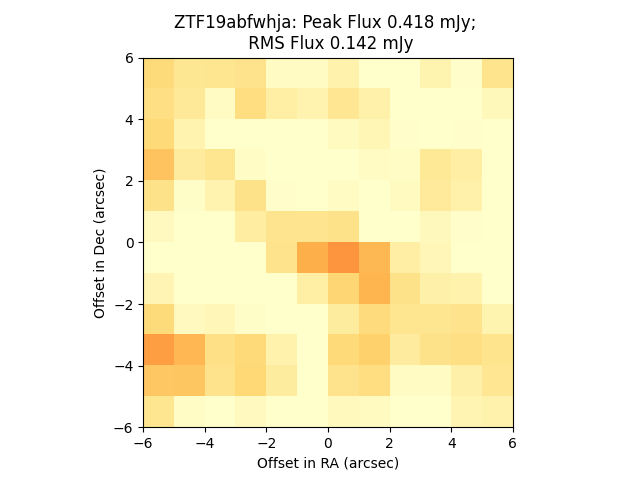 ZTF19abfwhja: Peak Flux 0.418 mJy;
RMS Flux 0.142 mJy
6
4
2
0
−2
−4
−6
Offset in Dec (arcsec)
−6 −4 −2 0 2 4 6
Offset in RA (arcsec)